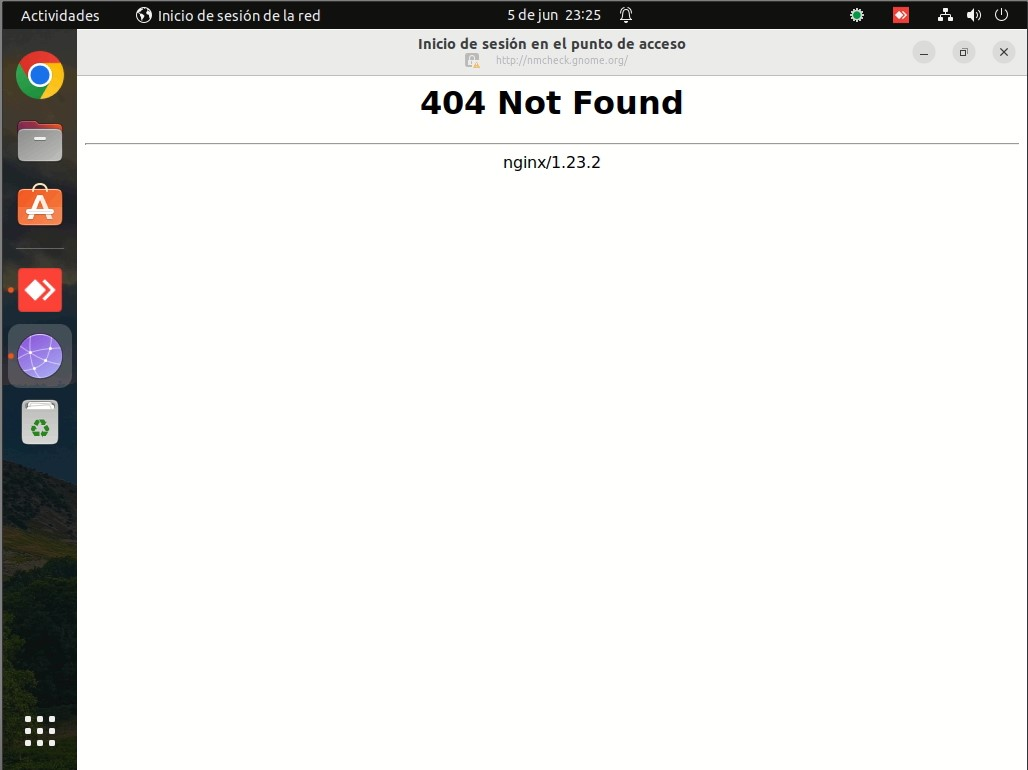 Actividades
Inicio de sesión de la red
5 de jun 23:25
Inicio de sesión en el punto de acceso
http://nmcheck.gnome.org/
404 Not Found
nginx/1.23.2